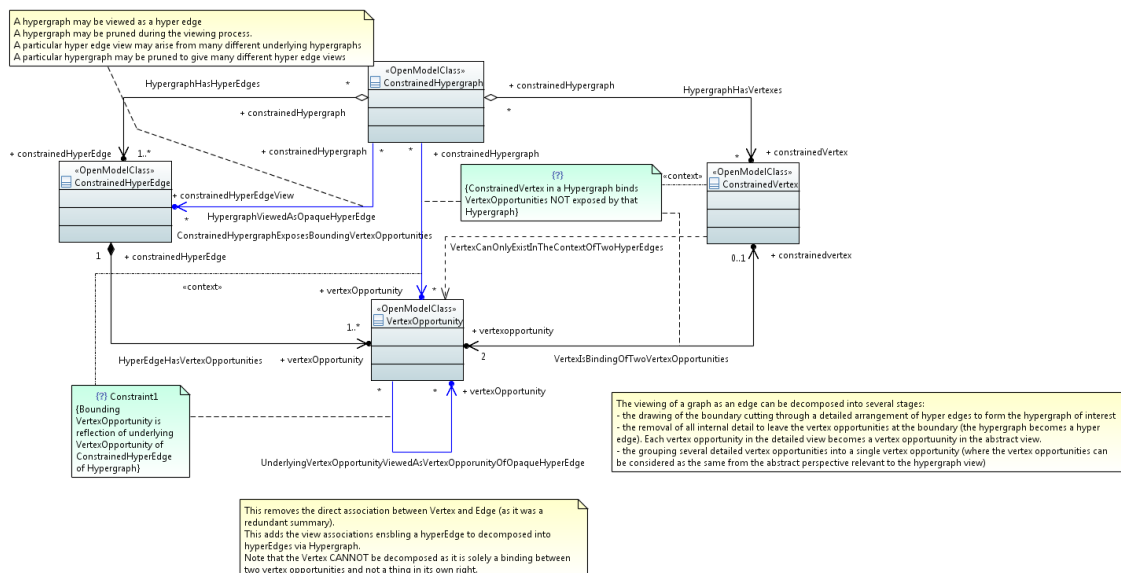 A hypergraph may be viewed as a hyper edge
A hypergraph may be pruned during the viewing process.
A particular hyper edge view may arise from many different underlying hypergraphs
A particular hypergraph may be pruned to give many different hyper edge views
«OpenModelClass»
ConstrainedHypergraph
HypergraphHasHyperEdges
*
+ constrainedHypergraph
+ constrainedHypergraph
*
HypergraphHasVertexes
+ constrainedHyperEdge
1..*
+ constrainedHypergraph
*
*
+ constrainedHypergraph
*
+ constrainedVertex
«OpenModelClass»
ConstrainedHyperEdge
{?}
{ConstrainedVertex in a Hypergraph binds
VertexOpportunities NOT exposed by that
Hypergraph}
«context»
«OpenModelClass»
ConstrainedVertex
+ constrainedHyperEdgeView
*
HypergraphViewedAsOpaqueHyperEdge
ConstrainedHypergraphExposesBoundingVertexOpportunities
VertexCanOnlyExistInTheContextOfTwoHyperEdges
1
+ constrainedHyperEdge
0..1
+ constrainedvertex
«context»
+ vertexOpportunity
*
«OpenModelClass»
VertexOpportunity
1..*
+ vertexopportunity
2
HyperEdgeHasVertexOpportunities
+ vertexOpportunity
VertexIsBindingOfTwoVertexOpportunities
*
*
+ vertexOpportunity
{?} Constraint1
{Bounding
VertexOpportunity is
reflection of underlying
VertexOpportunity of
ConstrainedHyperEdge
of Hypergraph}
UnderlyingVertexOpportunityViewedAsVertexOpporunityOfOpaqueHyperEdge
The viewing of a graph as an edge can be decomposed into several stages:
- the drawing of the boundary cutting through a detailed arrangement of hyper edges to form the hypergraph of interest
- the removal of all internal detail to leave the vertex opportunities at the boundary (the hypergraph becomes a hyper
edge). Each vertex opportunity in the detailed view becomes a vertex opportuunity in the abstract view.
- the grouping several detailed vertex opportunities into a single vertex opportunity (where the vertex opportunities can
be considered as the same from the abstract perspective relevant to the hypergraph view)
This removes the direct association between Vertex and Edge (as it was a
redundant summary).
This adds the view associations ensbling a hyperEdge to decomposed into
hyperEdges via Hypergraph.
Note that the Vertex CANNOT be decomposed as it is solely a binding between
two vertex opportunities and not a thing in its own right.